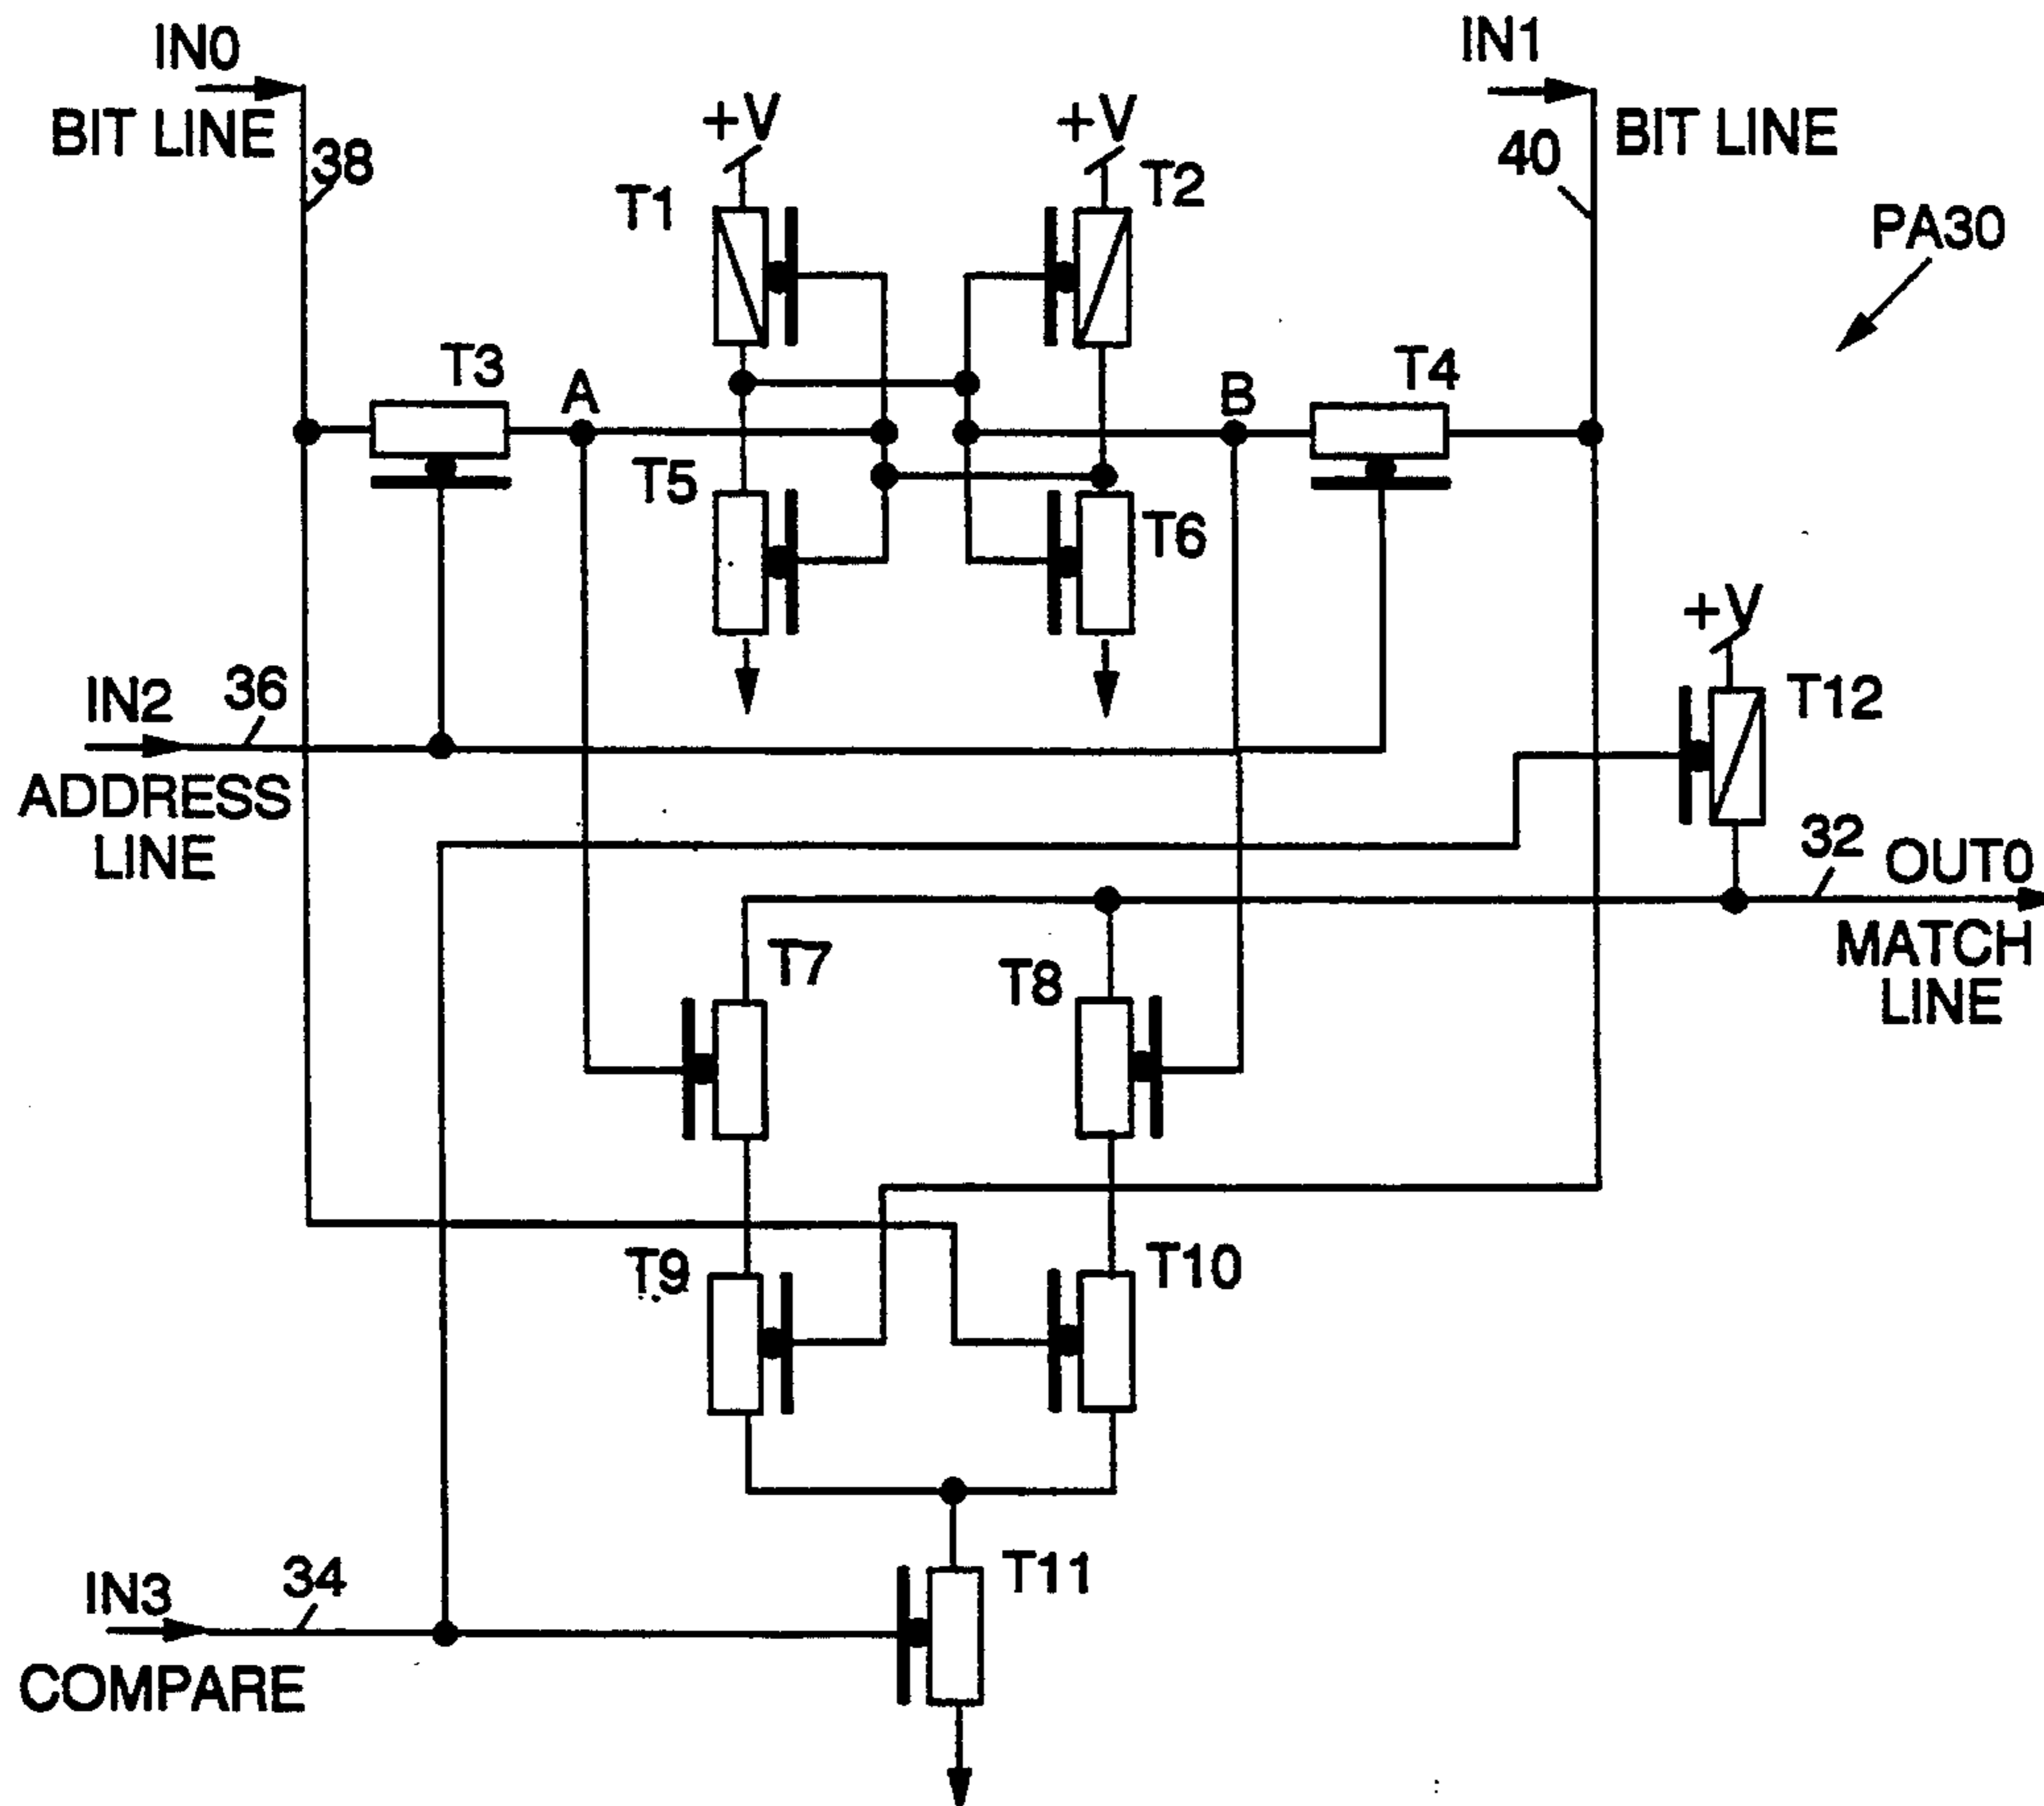 IN0
BIT LINE
38
+V
T1
+V
T2
IN1
BIT LINE
40
PA30
T3
A
B
T4
T5
T6
IN2
36
ADDRESS
LINE
+V
T12
32
OUT0
MATCH
LINE
T7
T8
T9
T10
IN3
34
COMPARE
T11